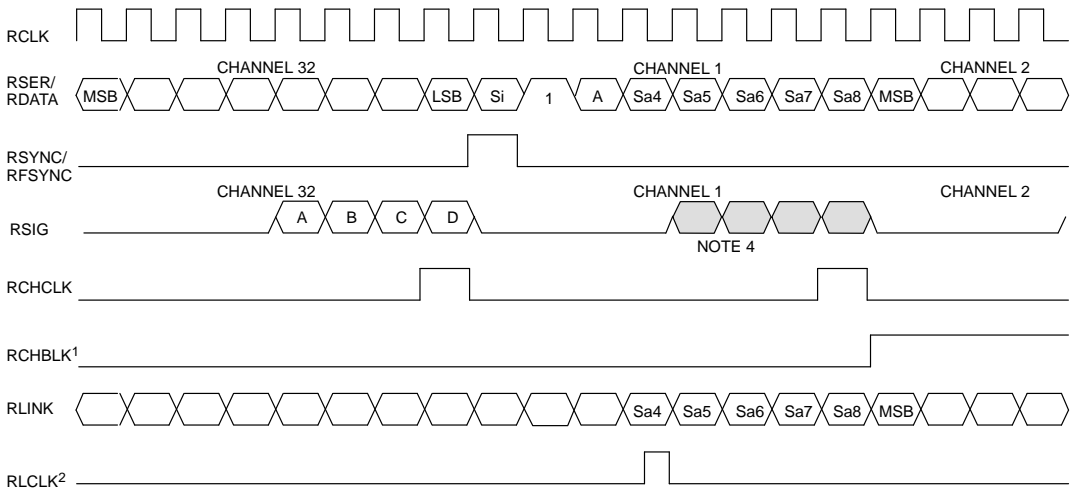 RCLK
CHANNEL 32 CHANNEL 1 CHANNEL 2
RSER/
RDATA
MSB LSB Si 1 A Sa4 Sa5 Sa6 Sa7 Sa8 MSB
RSYNC/
RFSYNC
CHANNEL 32 CHANNEL 1 CHANNEL 2
RSIG A B C D
NOTE 4
RCHCLK
RCHBLK1
RLINK Sa4 Sa5 Sa6 Sa7 Sa8 MSB
RLCLK2